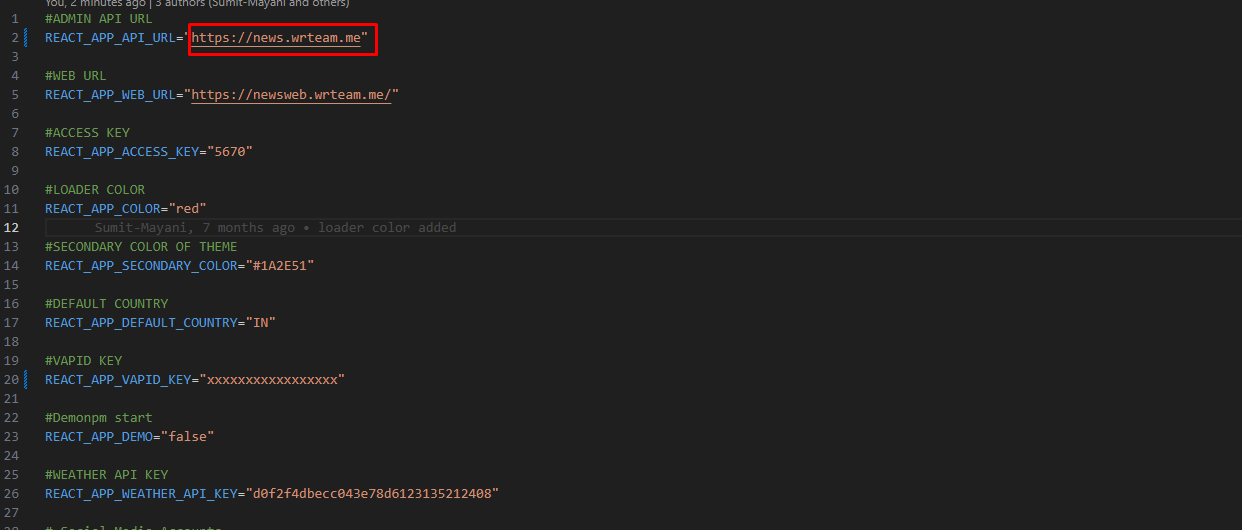 You, 2 minutes ago | 3 authors (Sumit-Mayani and others)
1 #ADMIN API URL
2 REACT_APP_API_URL="https://news.wrteam.me"
3
4 #WEB URL
5 REACT_APP_WEB_URL="https://newsweb.wrteam.me/"
6
7 #ACCESS KEY
8 REACT_APP_ACCESS_KEY="5670"
9
10 #LOADER COLOR
11 REACT_APP_COLOR="red"
12 Sumit-Mayani, 7 months ago • loader color added
13 #SECONDARY COLOR OF THEME
14 REACT_APP_SECONDARY_COLOR="#1A2E51"
15
16 #DEFAULT COUNTRY
17 REACT_APP_DEFAULT_COUNTRY="IN"
18
19 #VAPID KEY
20 REACT_APP_VAPID_KEY="xxxxxxxxxxxxxxxxx"
21
22 #Demonpm start
23 REACT_APP_DEMO="false"
24
25 #WEATHER API KEY
26 REACT_APP_WEATHER_API_KEY="d0f2f4dbecc043e78d6123135212408"
27
28 # Social Media Accounts